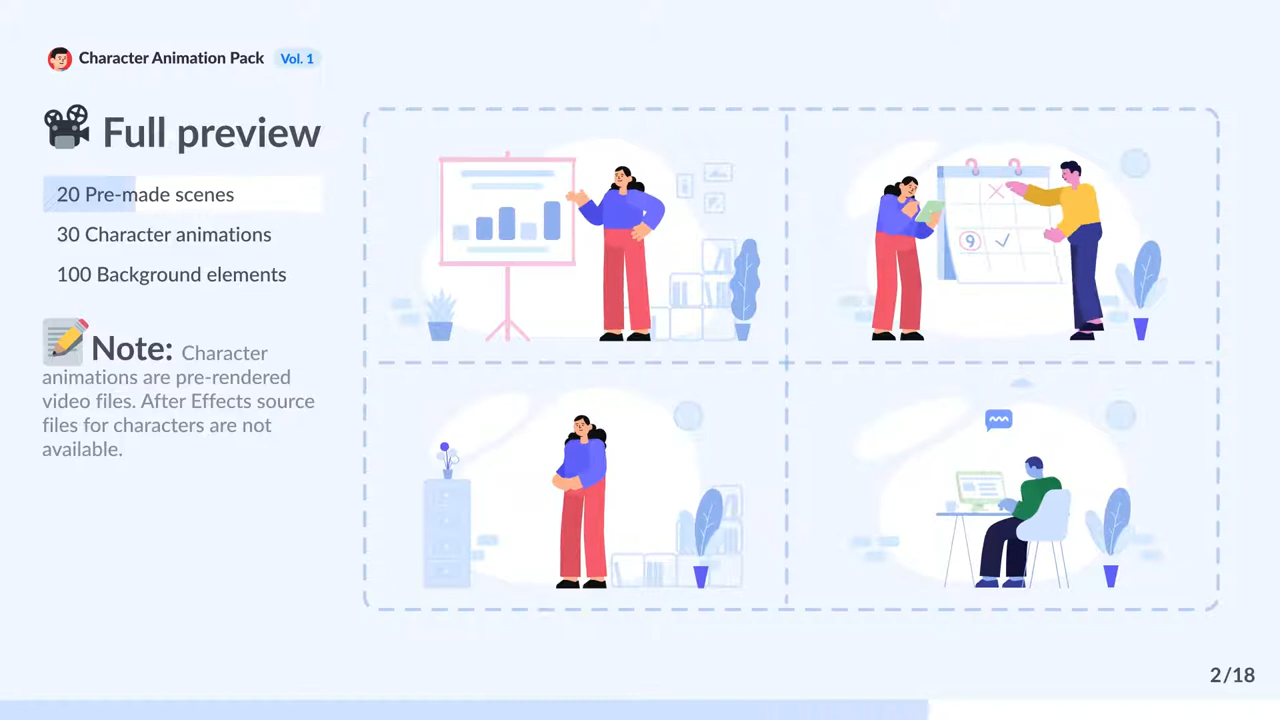 Character Animation Pack Vol. 1
Full preview
20 Pre-made scenes
30 Character animations
100 Background elements
Note: Character
animations are pre-rendered
video files. After Effects source
files for characters are not
available.
9
2/18